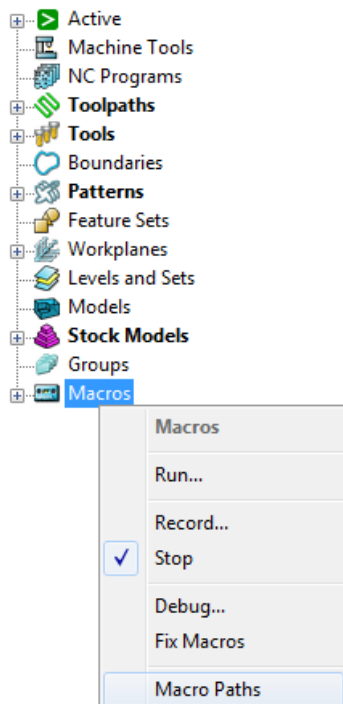 Active
Machine Tools
NC Programs
Toolpaths
Tools
Boundaries
Patterns
Feature Sets
Workplanes
Levels and Sets
Models
Stock Models
Groups
Macros
Macros
Run...
Record...
Stop
Debug...
Fix Macros
Macro Paths